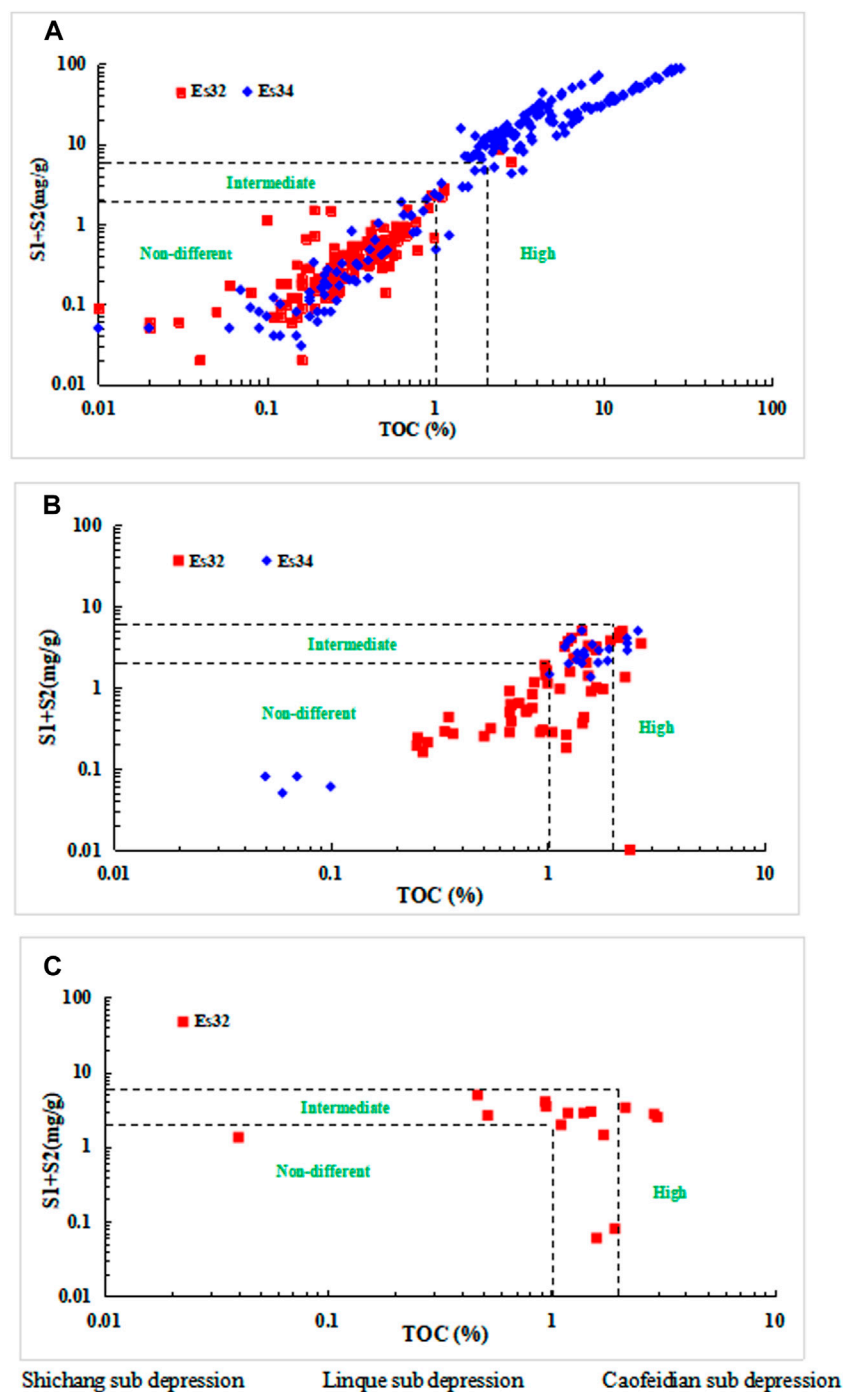 A
100
10
1
0.1
0.01
S1+S2(mg/g)
Es32 Es34
Intermediate
Non-different
High
0.01 0.1 1 10 100
TOC (%)
B
100
10
1
0.1
0.01
S1+S2(mg/g)
Es32 Es34
Intermediate
Non-different
High
0.01 0.1 1 10
TOC (%)
C
100
10
1
0.1
0.01
S1+S2(mg/g)
Es32
Intermediate
Non-different
High
0.01 0.1 1 10
TOC (%)
Shichang sub depression Linque sub depression Caofeidian sub depression